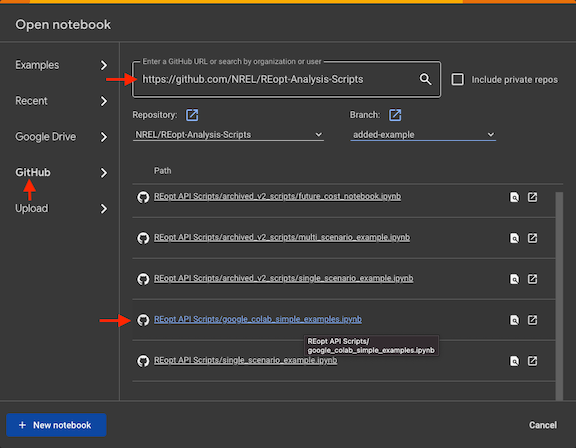 Open notebook
Examples
Recent
Google Drive
GitHub
Upload
Enter a GitHub URL or search by organization or user
https://github.com/NREL/REopt-Analysis-Scripts
Include private repos
Repository:
Branch:
NREL/REopt-Analysis-Scripts
added-example
Path
REopt API Scripts/archived_v2_scripts/future_cost_notebook.ipynb
REopt API Scripts/archived_v2_scripts/multi_scenario_example.ipynb
REopt API Scripts/archived_v2_scripts/single_scenario_example.ipynb
REopt API Scripts/google_colab_simple_examples.ipynb
REopt API Scripts/
google_colab_simple_examples.ipynb
REopt API Scripts/single_scenario_example.ipynb
+ New notebook
Cancel